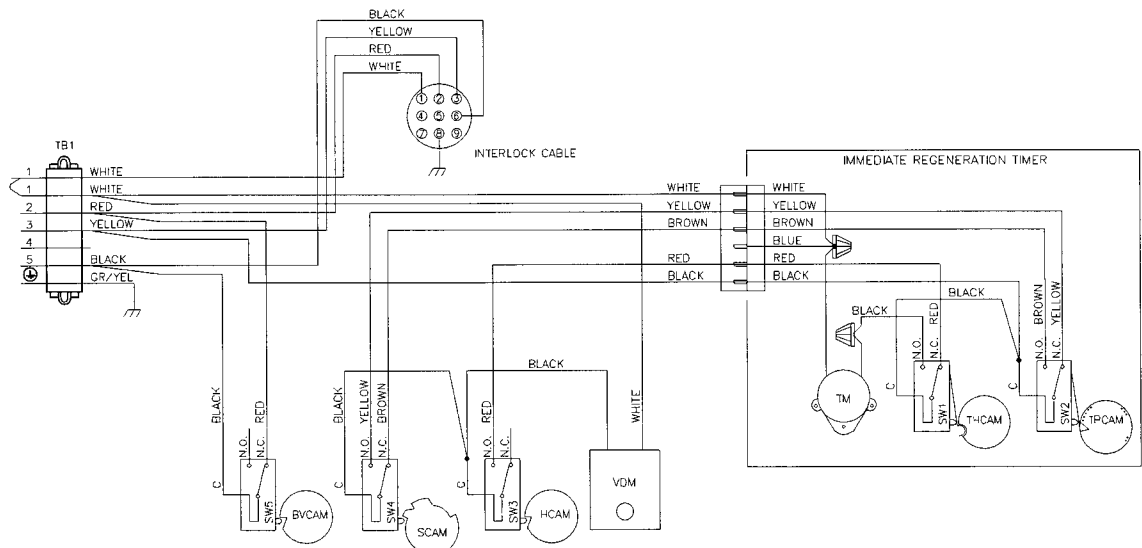 BLACK
YELLOW
RED
WHITE
1 2 3
4 5 6
7 8 9
INTERLOCK CABLE
TB1
1 WHITE
1 WHITE
2 RED
3 YELLOW
4
5 BLACK
GR/YEL
IMMEDIATE REGENERATION TIMER
WHITE WHITE
YELLOW YELLOW
BROWN BROWN
BLUE
RED RED
BLACK BLACK
BLACK
BLACK
RED
BROWN
YELLOW
N.O.
N.C.
N.O.
N.C.
C
C
TM
SW1
THCAM
SW2
TPCAM
BLACK
BLACK
RED
BLACK
YELLOW
BROWN
RED
WHITE
N.O.
N.C.
N.O.
N.C.
N.O.
N.C.
C
C
C
SW5
BVCAM
SW4
SCAM
SW3
HCAM
VDM